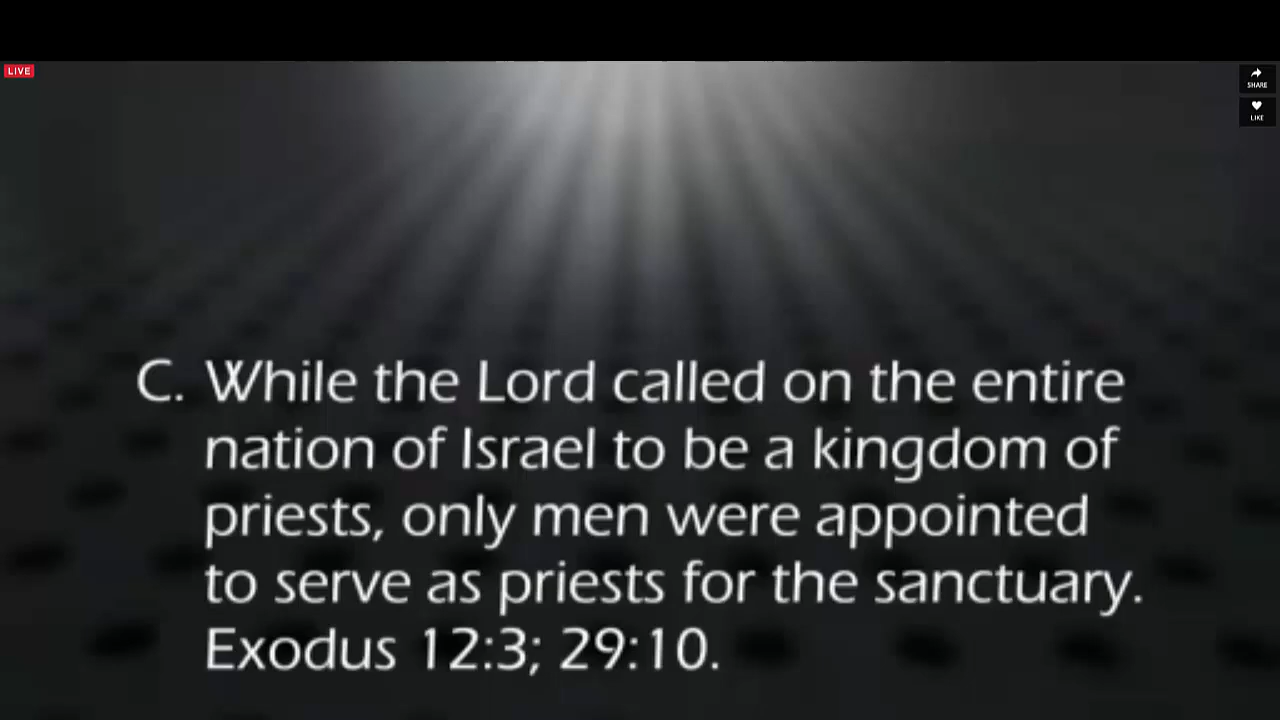 LIVE
SHARE
LIKE
C. While the Lord called on the entire
nation of Israel to be a kingdom of
priests, only men were appointed
to serve as priests for the sanctuary.
Exodus 12:3; 29:10.